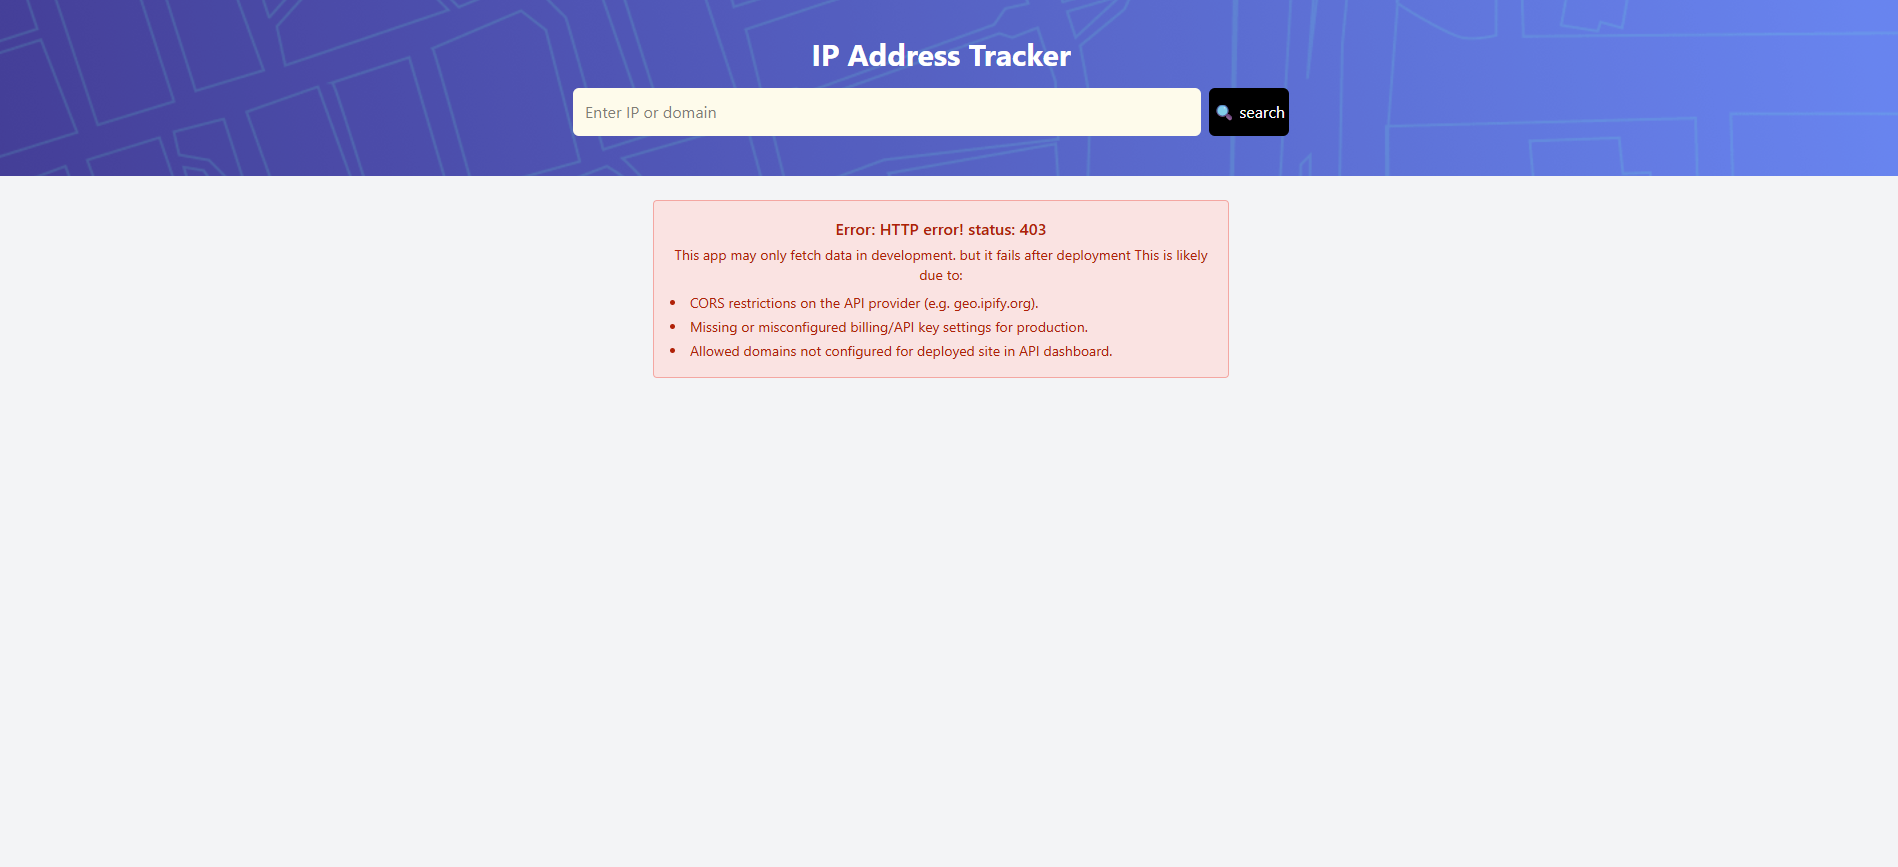 IP Address Tracker
Enter IP or domain
🔍 search
Error: HTTP error! status: 403
This app may only fetch data in development. but it fails after deployment This is likely
due to:
• CORS restrictions on the API provider (e.g. geo.ipify.org).
• Missing or misconfigured billing/API key settings for production.
• Allowed domains not configured for deployed site in API dashboard.